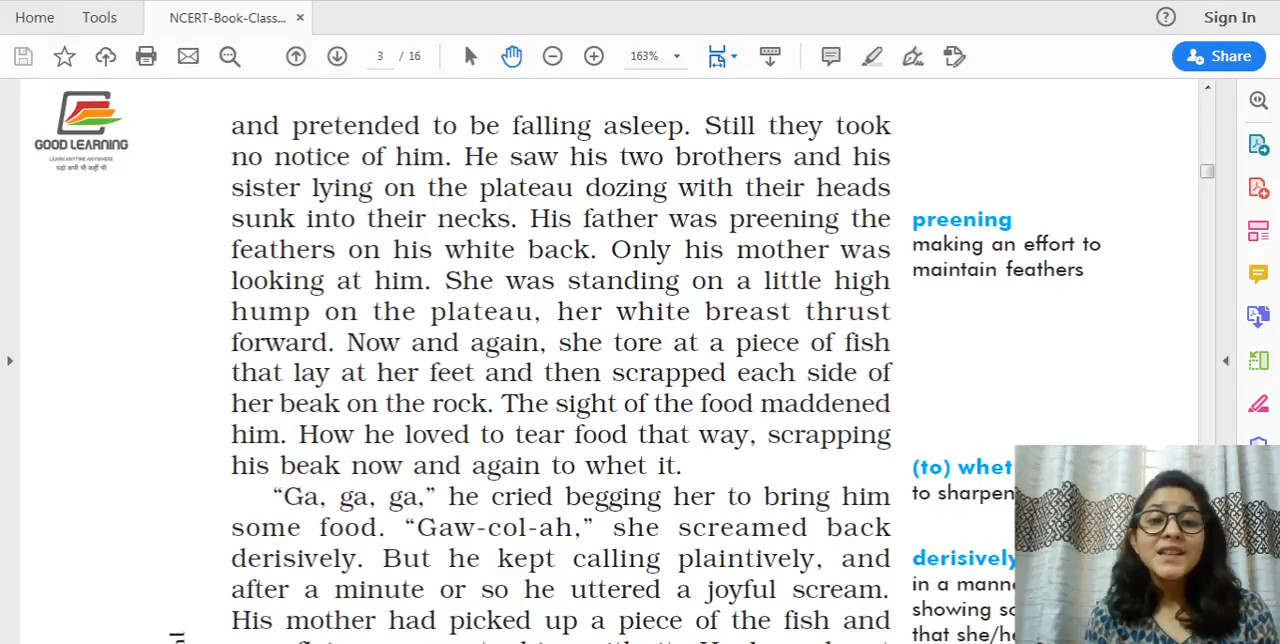 Home Tools NCERT-Book-Class... × Sign In
3 / 16 163% Share
GOOD LEARNING
LEARN ANYTIME ANYWHERE
पढ़ो कभी भी कहीं भी
and pretended to be falling asleep. Still they took
no notice of him. He saw his two brothers and his
sister lying on the plateau dozing with their heads
sunk into their necks. His father was preening the
feathers on his white back. Only his mother was
looking at him. She was standing on a little high
hump on the plateau, her white breast thrust
forward. Now and again, she tore at a piece of fish
that lay at her feet and then scrapped each side of
her beak on the rock. The sight of the food maddened
him. How he loved to tear food that way, scrapping
his beak now and again to whet it.
“Ga, ga, ga,” he cried begging her to bring him
some food. “Gaw-col-ah,” she screamed back
derisively. But he kept calling plaintively, and
after a minute or so he uttered a joyful scream.
His mother had picked up a piece of the fish and
preening
making an effort to
maintain feathers
(to) whet
to sharpen
derisively
in a
showing
that she/he